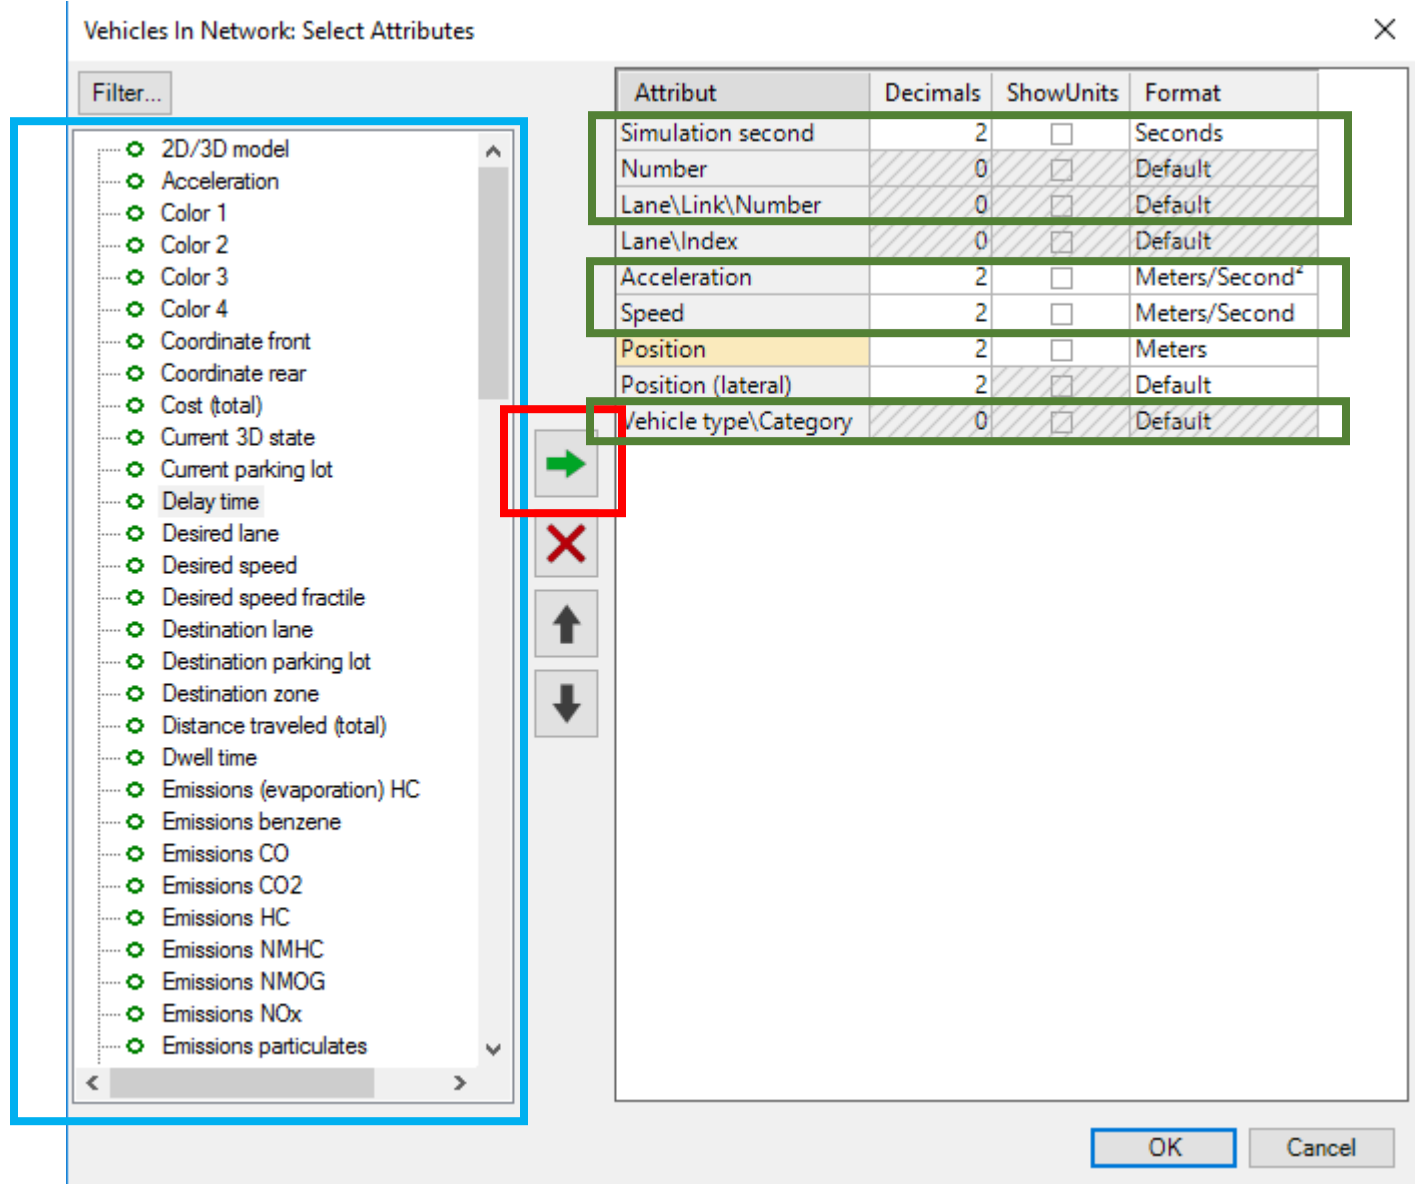 Vehicles In Network: Select Attributes
Filter...
2D/3D model
Acceleration
Color 1
Color 2
Color 3
Color 4
Coordinate front
Coordinate rear
Cost (total)
Current 3D state
Current parking lot
Delay time
Desired lane
Desired speed
Desired speed fractile
Destination lane
Destination parking lot
Destination zone
Distance traveled (total)
Dwell time
Emissions (evaporation) HC
Emissions benzene
Emissions CO
Emissions CO2
Emissions HC
Emissions NMHC
Emissions NMOG
Emissions NOx
Emissions particulates
Attribut Decimals ShowUnits Format
Simulation second 2 Seconds
Number 0 Default
Lane\Link\Number 0 Default
Lane\Index 0 Default
Acceleration 2 Meters/Second²
Speed 2 Meters/Second
Position 2 Meters
Position (lateral) 2 Default
Vehicle type\Category 0 Default
OK Cancel